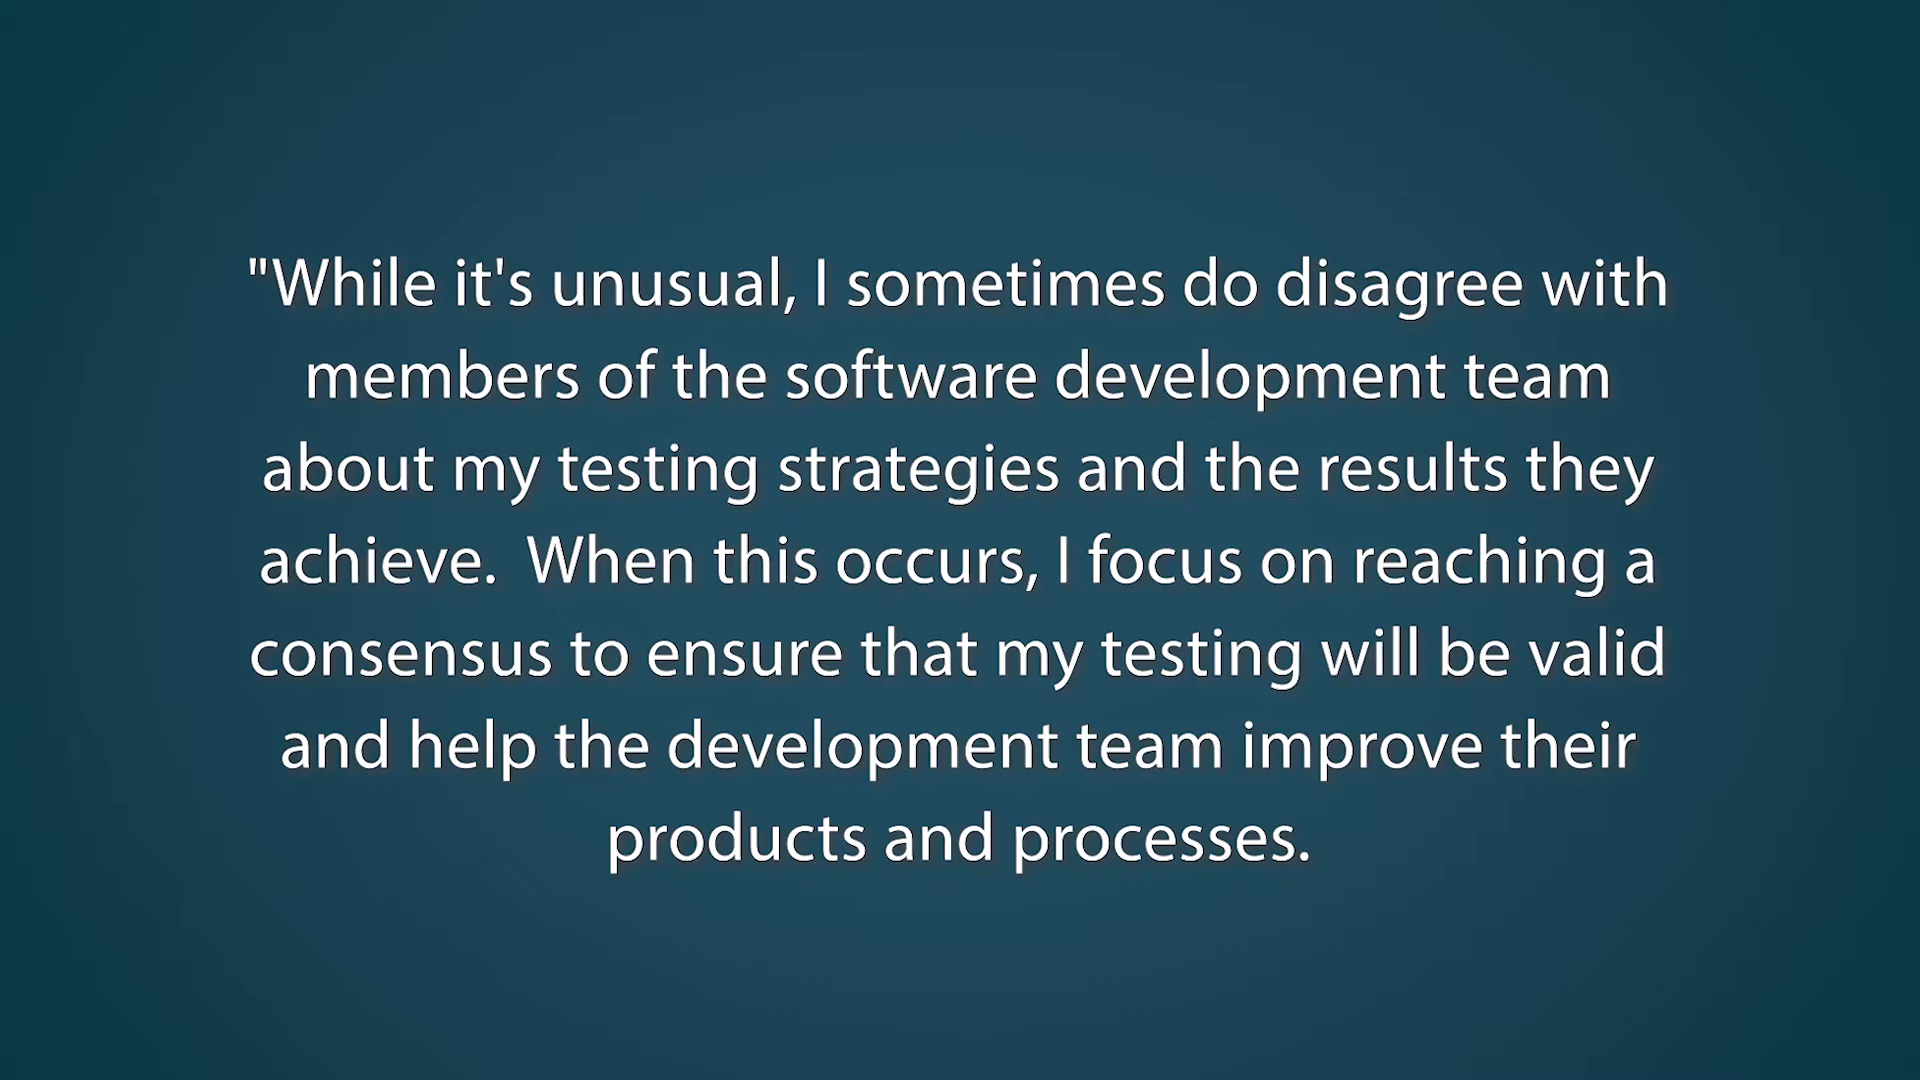 "While it's unusual, I sometimes do disagree with
members of the software development team
about my testing strategies and the results they
achieve.  When this occurs, I focus on reaching a
consensus to ensure that my testing will be valid
and help the development team improve their
products and processes.